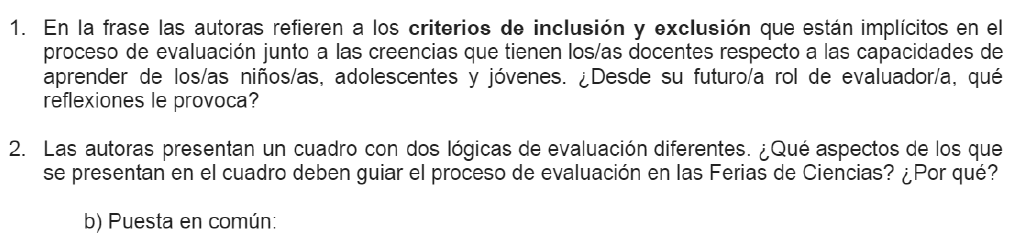 1. En la frase las autoras refieren a los criterios de inclusión y exclusión que están implícitos en el
proceso de evaluación junto a las creencias que tienen los/as docentes respecto a las capacidades de
aprender de los/as niños/as, adolescentes y jóvenes. ¿Desde su futuro/a rol de evaluador/a, qué
reflexiones le provoca?
2. Las autoras presentan un cuadro con dos lógicas de evaluación diferentes. ¿Qué aspectos de los que
se presentan en el cuadro deben guiar el proceso de evaluación en las Ferias de Ciencias? ¿Por qué?
b) Puesta en común: